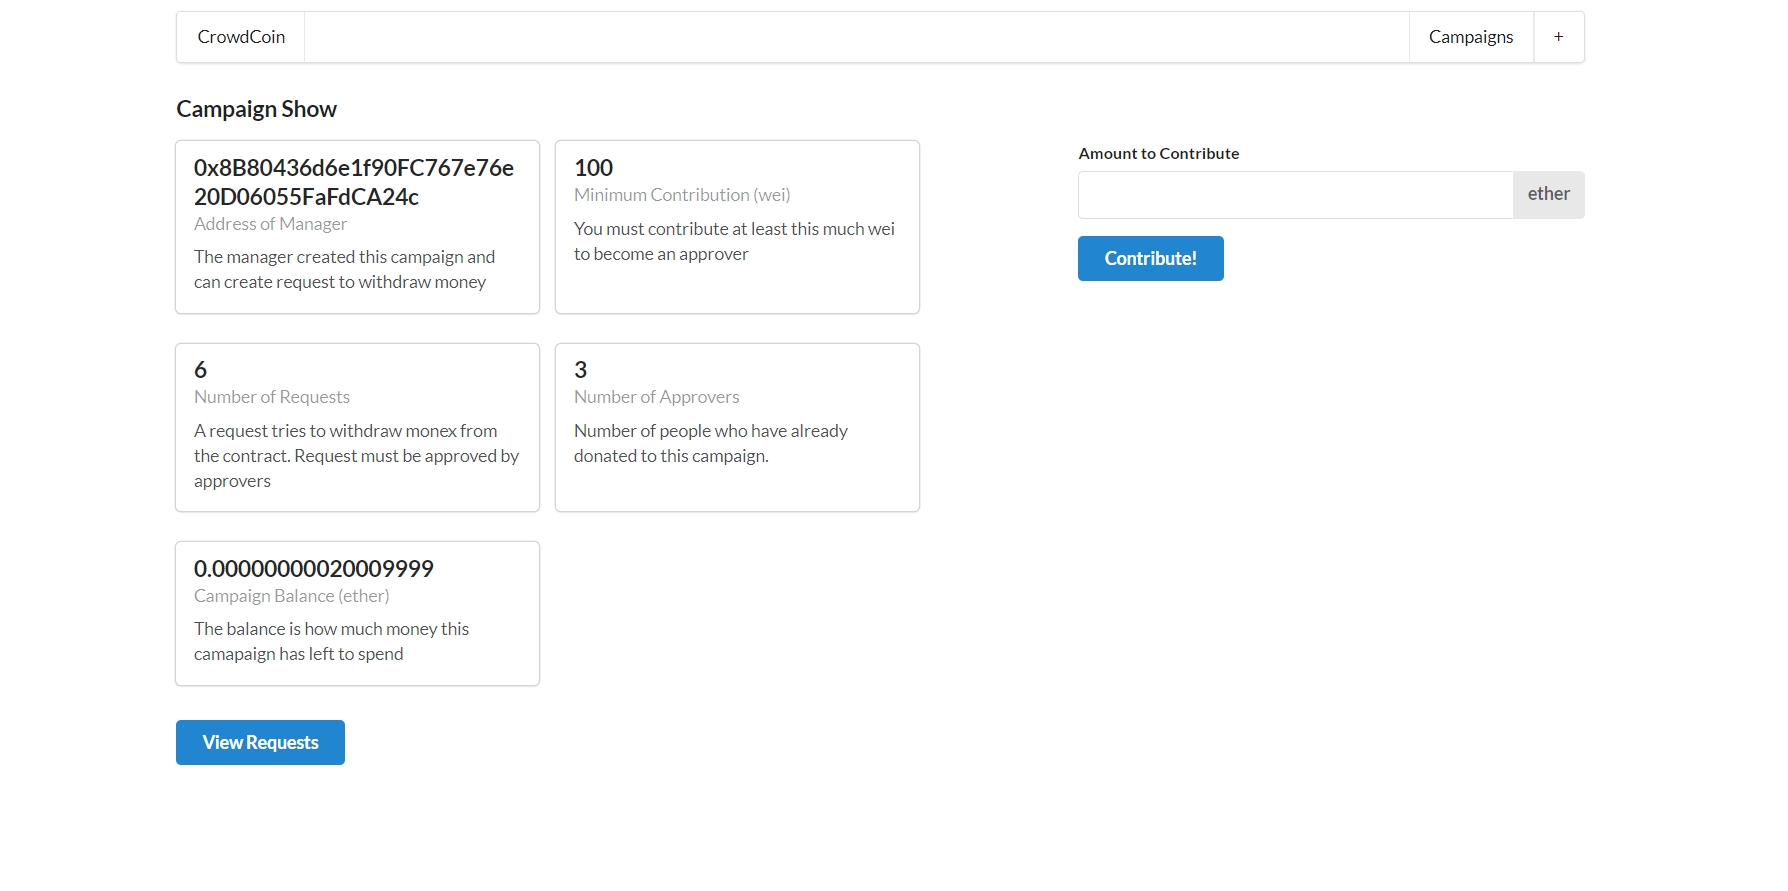 CrowdCoin
Campaigns
+
Campaign Show
0x8B80436d6e1f90FC767e76e
20D06055FaFdCA24c
Address of Manager
The manager created this campaign and
can create request to withdraw money
100
Minimum Contribution (wei)
You must contribute at least this much wei
to become an approver
6
Number of Requests
A request tries to withdraw monex from
the contract. Request must be approved by
approvers
3
Number of Approvers
Number of people who have already
donated to this campaign.
0.00000000020009999
Campaign Balance (ether)
The balance is how much money this
camapaign has left to spend
View Requests
Amount to Contribute
ether
Contribute!